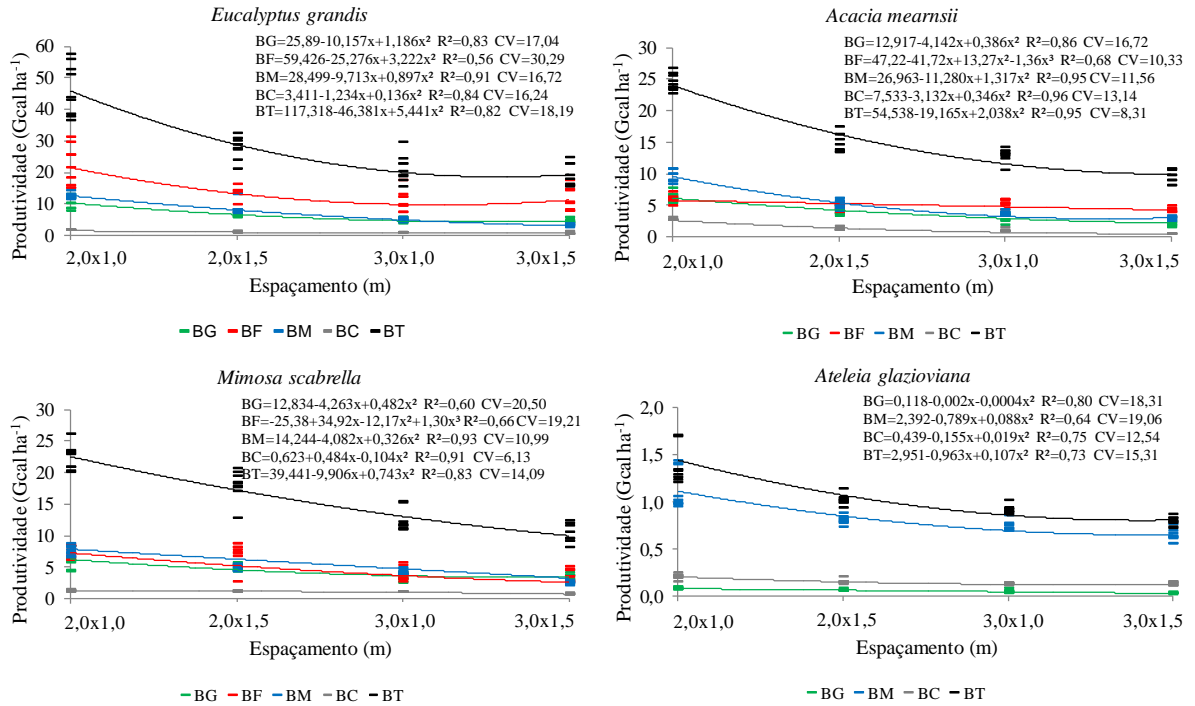 Eucalyptus grandis
BG=25,89-10,157x+1,186x² R²=0,83 CV=17,04
BF=59,426-25,276x+3,222x² R²=0,56 CV=30,29
BM=28,499-9,713x+0,897x² R²=0,91 CV=16,72
BC=3,411-1,234x+0,136x² R²=0,84 CV=16,24
BT=117,318-46,381x+5,441x² R²=0,82 CV=18,19
Produtividade (Gcal ha⁻¹)
60
50
40
30
20
10
0
2,0x1,0 2,0x1,5 3,0x1,0 3,0x1,5
Espaçamento (m)
BG BF BM BC BT
Acacia mearnsii
BG=12,917-4,142x+0,386x² R²=0,86 CV=16,72
BF=47,22-41,72x+13,27x²-1,36x³ R²=0,68 CV=10,33
BM=26,963-11,280x+1,317x² R²=0,95 CV=11,56
BC=7,533-3,132x+0,346x² R²=0,96 CV=13,14
BT=54,538-19,165x+2,038x² R²=0,95 CV=8,31
Produtividade (Gcal ha⁻¹)
30
25
20
15
10
5
0
2,0x1,0 2,0x1,5 3,0x1,0 3,0x1,5
Espaçamento (m)
BG BF BM BC BT
Mimosa scabrella
BG=12,834-4,263x+0,482x² R²=0,60 CV=20,50
BF=-25,38+34,92x-12,17x²+1,30x³ R²=0,66 CV=19,21
BM=14,244-4,082x+0,326x² R²=0,93 CV=10,99
BC=0,623+0,484x-0,104x² R²=0,91 CV=6,13
BT=39,441-9,906x+0,743x² R²=0,83 CV=14,09
Produtividade (Gcal ha⁻¹)
30
25
20
15
10
5
0
2,0x1,0 2,0x1,5 3,0x1,0 3,0x1,5
Espaçamento (m)
BG BF BM BC BT
Ateleia glazioviana
BG=0,118-0,002x-0,0004x² R²=0,80 CV=18,31
BM=2,392-0,789x+0,088x² R²=0,64 CV=19,06
BC=0,439-0,155x+0,019x² R²=0,75 CV=12,54
BT=2,951-0,963x+0,107x² R²=0,73 CV=15,31
Produtividade (Gcal ha⁻¹)
2,0
1,5
1,0
0,5
0,0
2,0x1,0 2,0x1,5 3,0x1,0 3,0x1,5
Espaçamento (m)
BG BM BC BT